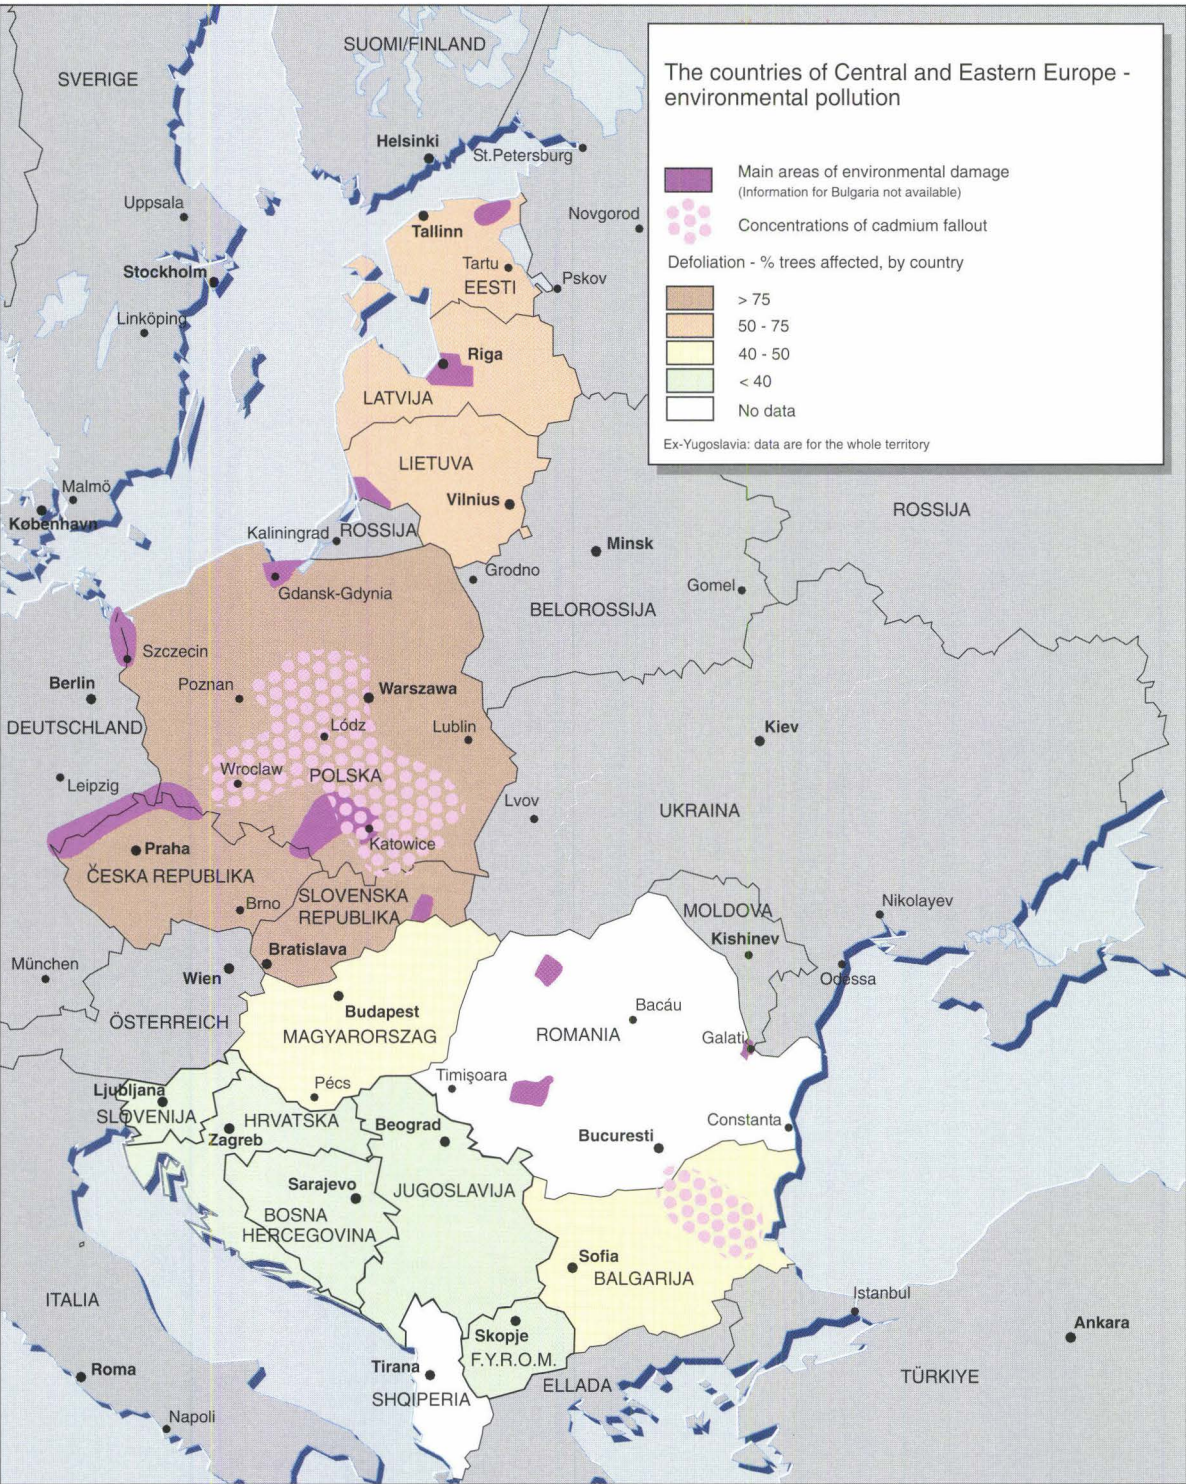 The countries of Central and Eastern Europe -
environmental pollution
Main areas of environmental damage
(Information for Bulgaria not available)
Concentrations of cadmium fallout
Defoliation - % trees affected, by country
> 75
50 - 75
40 - 50
< 40
No data
Ex-Yugoslavia: data are for the whole territory
SUOMI/FINLAND
SVERIGE
Helsinki
St.Petersburg
Uppsala
Novgorod
Tallinn
Stockholm
Tartu
Pskov
EESTI
Linköping
Riga
LATVIJA
LIETUVA
Malmö
Vilnius
København
ROSSIJA
Kaliningrad
ROSSIJA
Minsk
Grodno
Gomel
Gdansk-Gdynia
BELOROSSIJA
Szczecin
Berlin
Poznan
Warszawa
DEUTSCHLAND
Lódz
Lublin
Kiev
Wroclaw
POLSKA
Leipzig
Lvov
UKRAINA
Katowice
Praha
ČESKA REPUBLIKA
SLOVENSKA
REPUBLIKA
Brno
MOLDOVA
Nikolayev
Kishinev
Bratislava
München
Wien
Odessa
Budapest
Bacáu
ÖSTERREICH
MAGYARORSZAG
ROMANIA
Galati
Timişoara
Pécs
Ljubljana
SLOVENIJA
HRVATSKA
Beograd
Constanta
Zagreb
Bucuresti
Sarajevo
JUGOSLAVIJA
BOSNA
HERCEGOVINA
Sofia
BALGARIJA
ITALIA
Istanbul
Skopje
Ankara
F.Y.R.O.M.
Tirana
Roma
ELLADA
TÜRKIYE
SHQIPERIA
Napoli